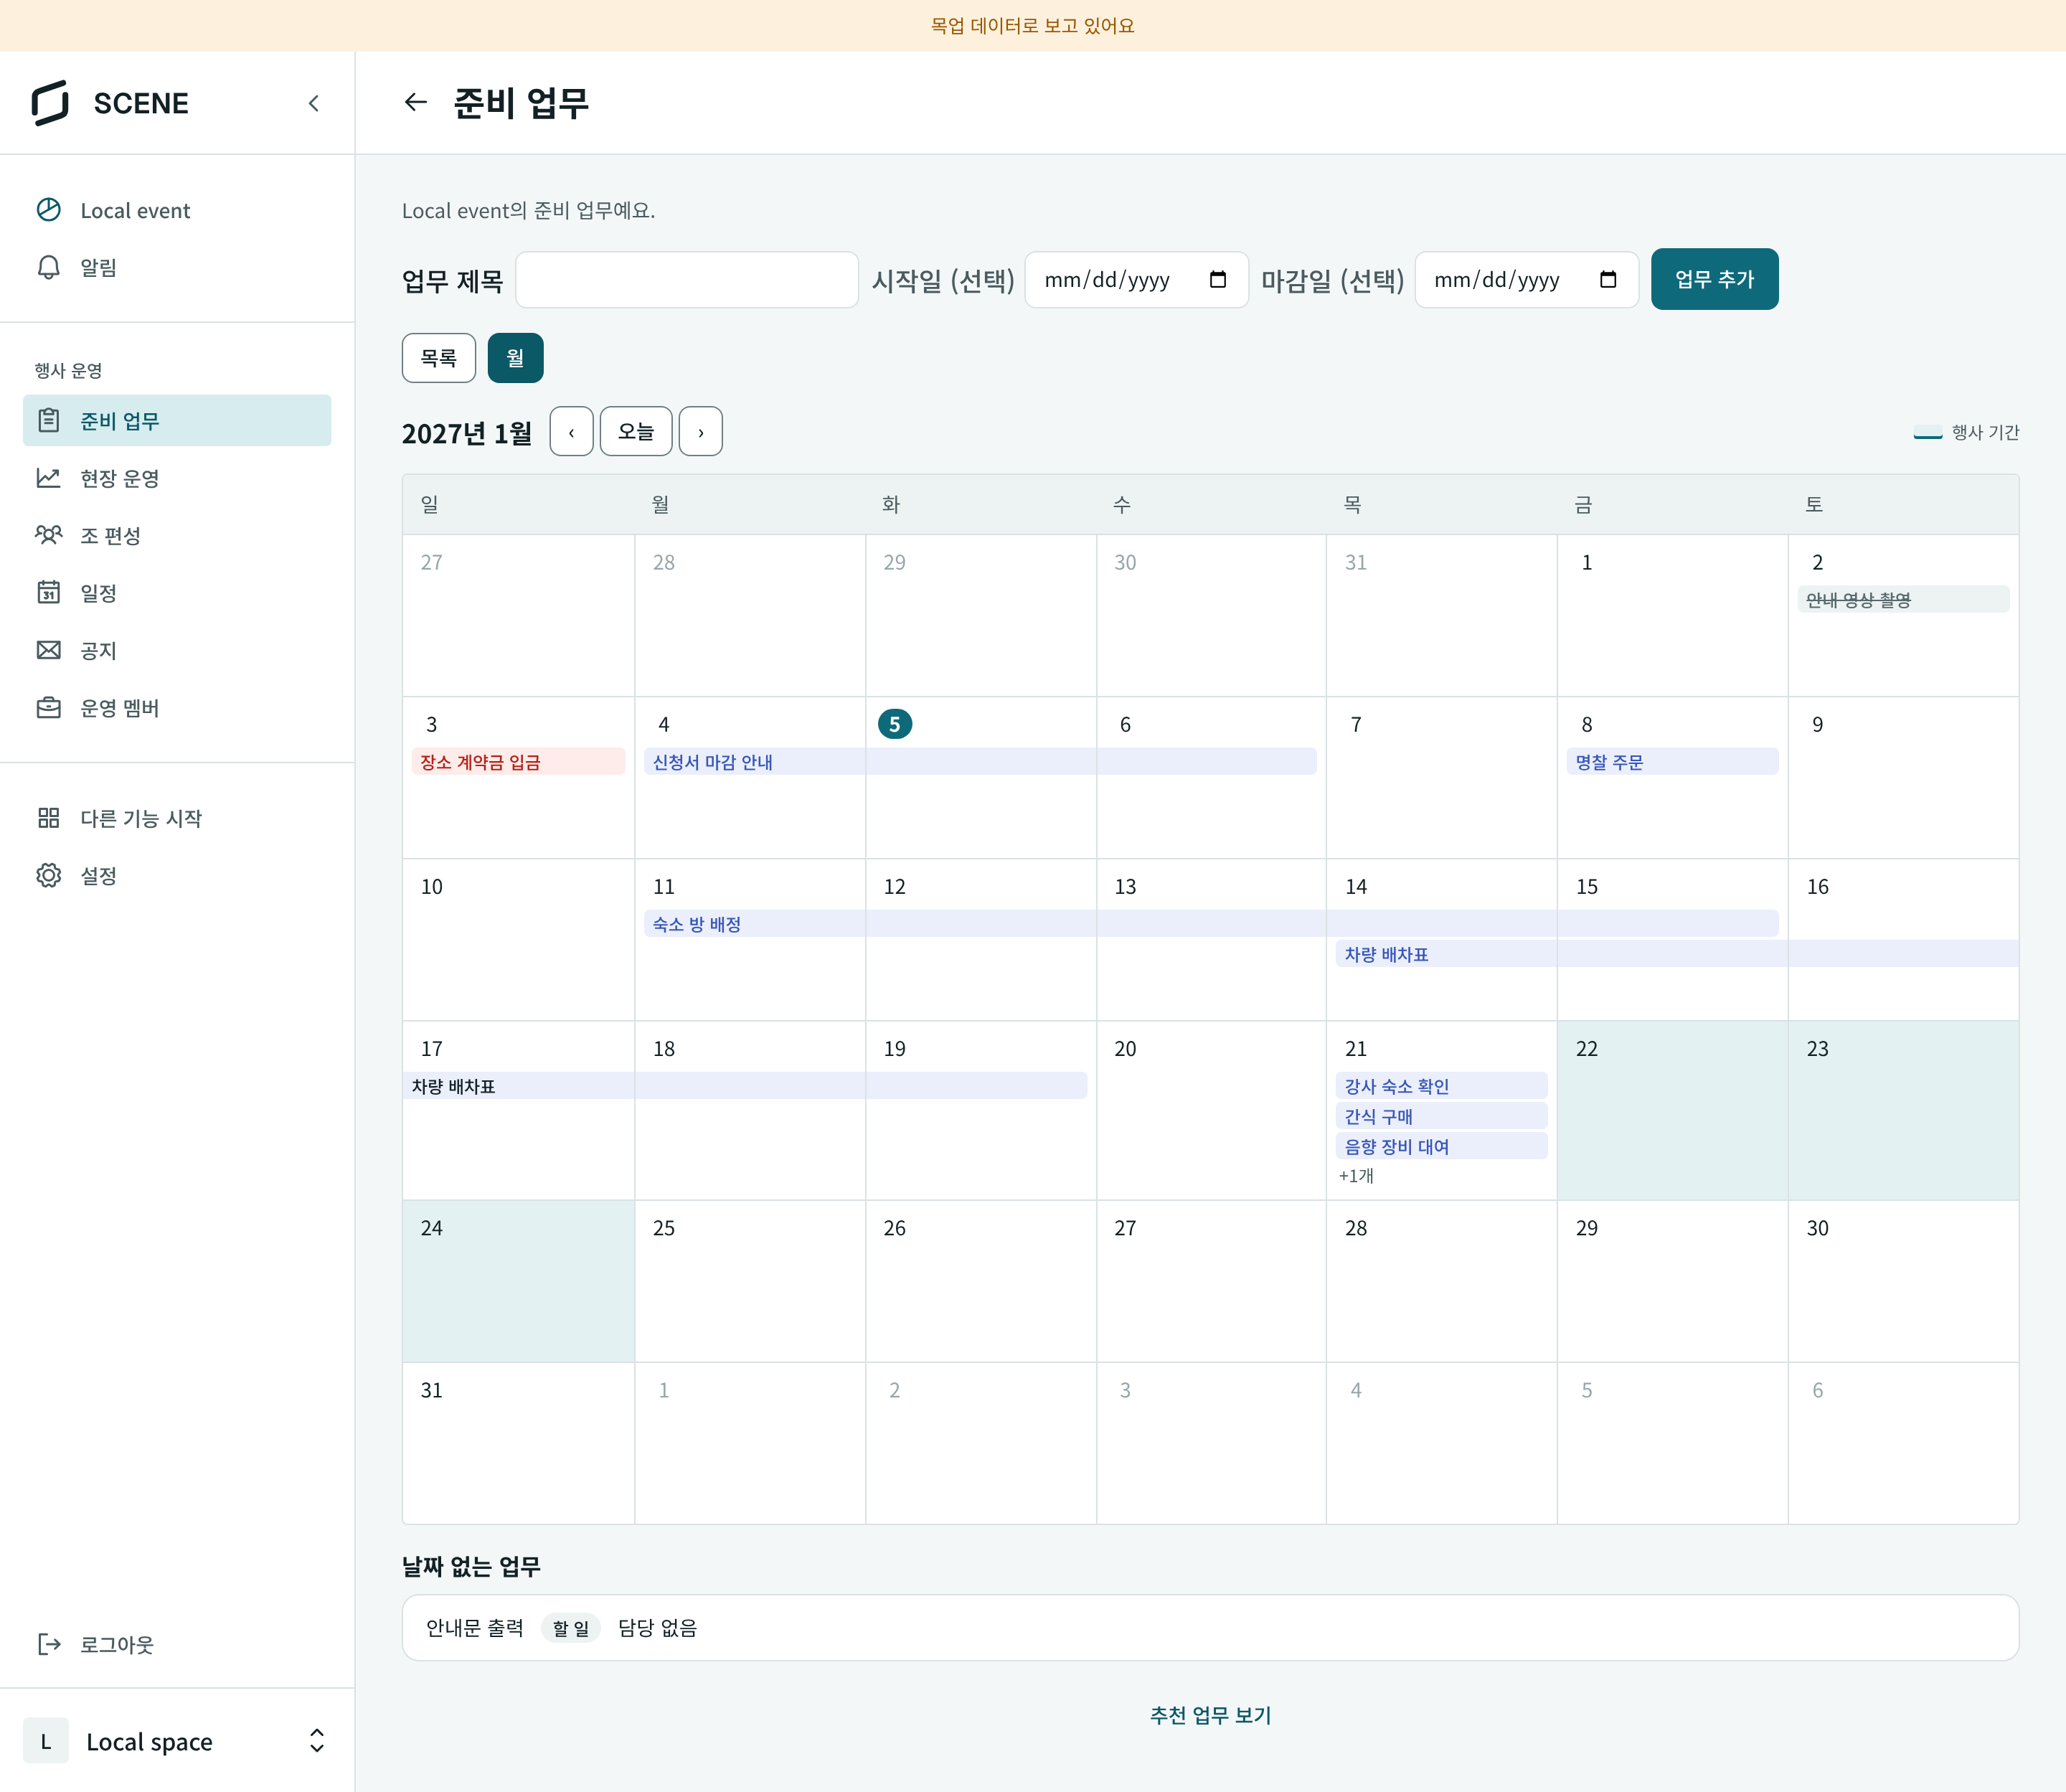 목업 데이터로 보고 있어요
SCENE
준비 업무
Local event
알림
행사 운영
준비 업무
현장 운영
조 편성
일정
공지
운영 멤버
다른 기능 시작
설정
로그아웃
L Local space
Local event의 준비 업무예요.
업무 제목 시작일 (선택) mm/dd/yyyy 마감일 (선택) mm/dd/yyyy 업무 추가
목록 월
2027년 1월 ‹ 오늘 › 행사 기간
일 월 화 수 목 금 토
27 28 29 30 31 1 2
안내 영상 촬영
3 4 5 6 7 8 9
장소 계약금 입금 신청서 마감 안내 명찰 주문
10 11 12 13 14 15 16
숙소 방 배정
차량 배차표
17 18 19 20 21 22 23
차량 배차표 강사 숙소 확인
간식 구매
음향 장비 대여
+1개
24 25 26 27 28 29 30
31 1 2 3 4 5 6
날짜 없는 업무
안내문 출력 할 일 담당 없음
추천 업무 보기